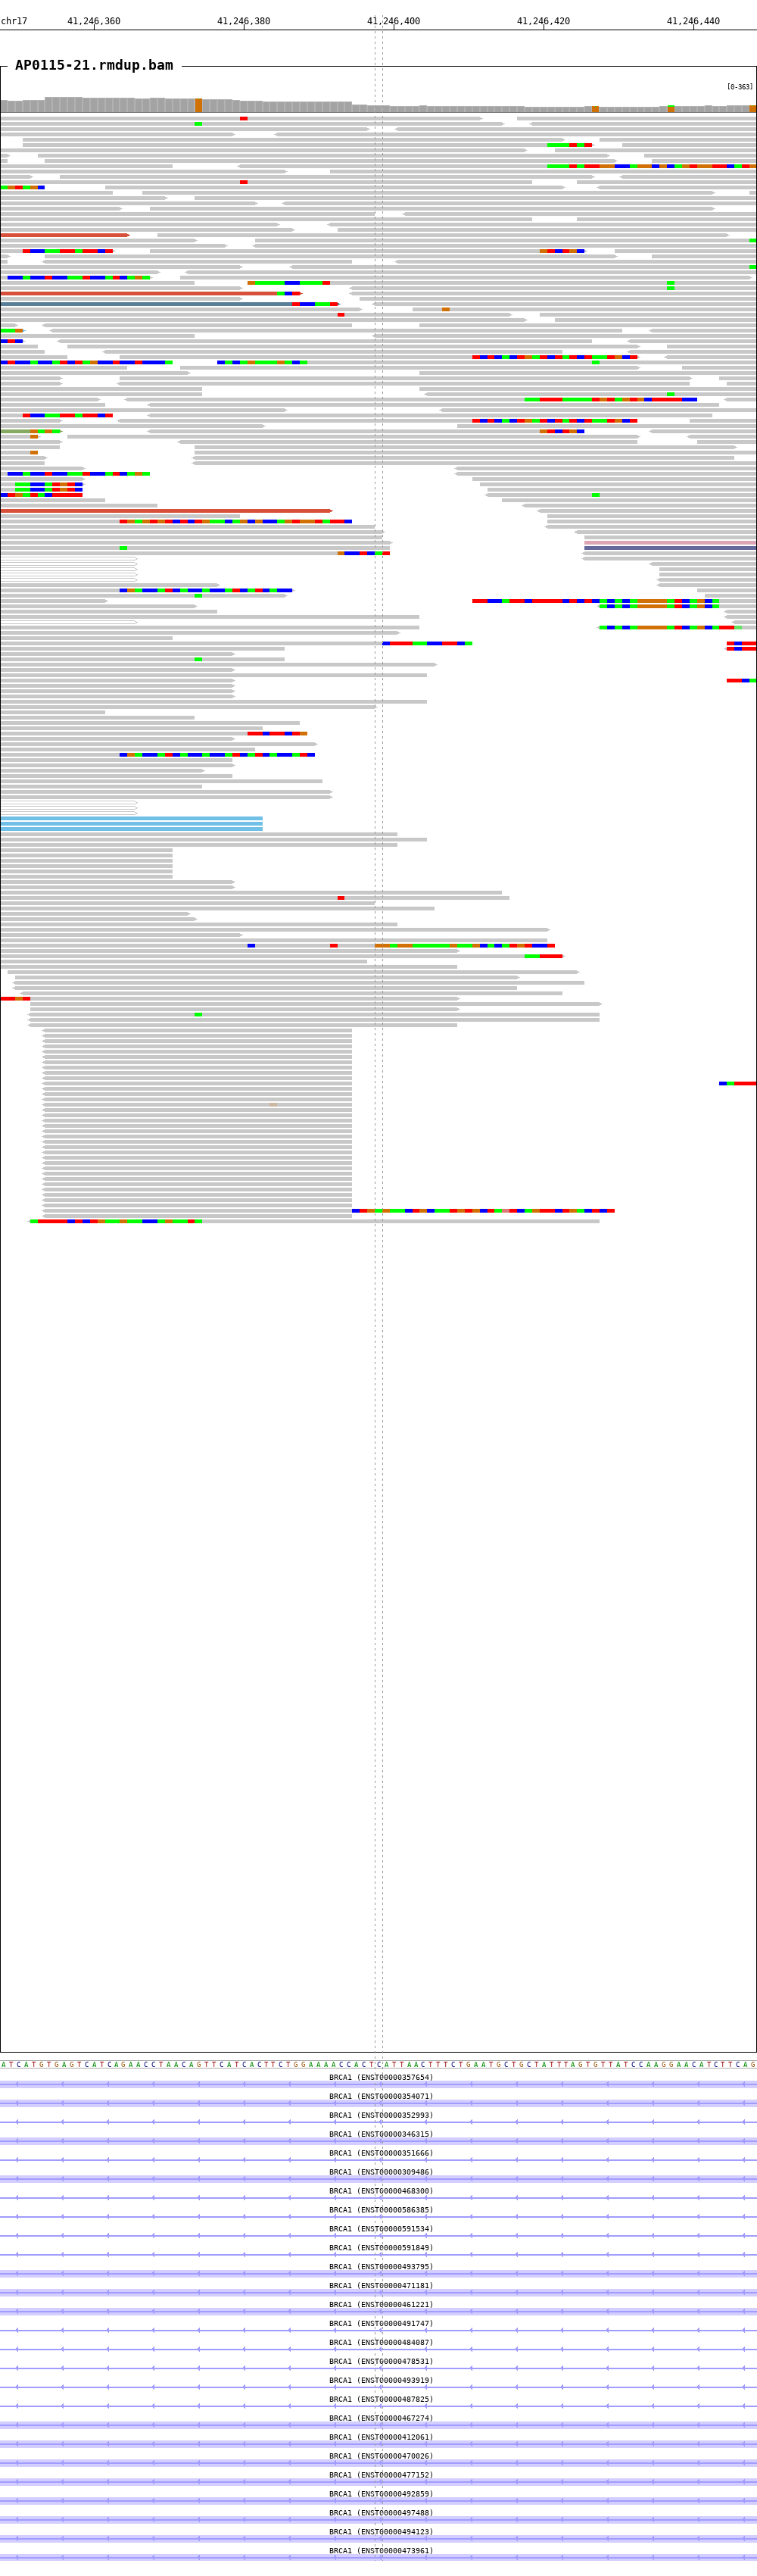 chr17 41,246,360 41,246,380 41,246,400 41,246,420 41,246,440
AP0115-21.rmdup.bam
[0-363]
A T C A T G T G A G T C A T C A G A A C C T A A C A G T T C A T C A C T T C T G G A A A A C C A C T C A T T A A C T T T C T G A A T G C T G C T A T T T A G T G T T A T C C A A G G A A C A T C T T C A G
BRCA1 (ENST00000357654)
BRCA1 (ENST00000354071)
BRCA1 (ENST00000352993)
BRCA1 (ENST00000346315)
BRCA1 (ENST00000351666)
BRCA1 (ENST00000309486)
BRCA1 (ENST00000468300)
BRCA1 (ENST00000586385)
BRCA1 (ENST00000591534)
BRCA1 (ENST00000591849)
BRCA1 (ENST00000493795)
BRCA1 (ENST00000471181)
BRCA1 (ENST00000461221)
BRCA1 (ENST00000491747)
BRCA1 (ENST00000484087)
BRCA1 (ENST00000478531)
BRCA1 (ENST00000493919)
BRCA1 (ENST00000487825)
BRCA1 (ENST00000467274)
BRCA1 (ENST00000412061)
BRCA1 (ENST00000470026)
BRCA1 (ENST00000477152)
BRCA1 (ENST00000492859)
BRCA1 (ENST00000497488)
BRCA1 (ENST00000494123)
BRCA1 (ENST00000473961)